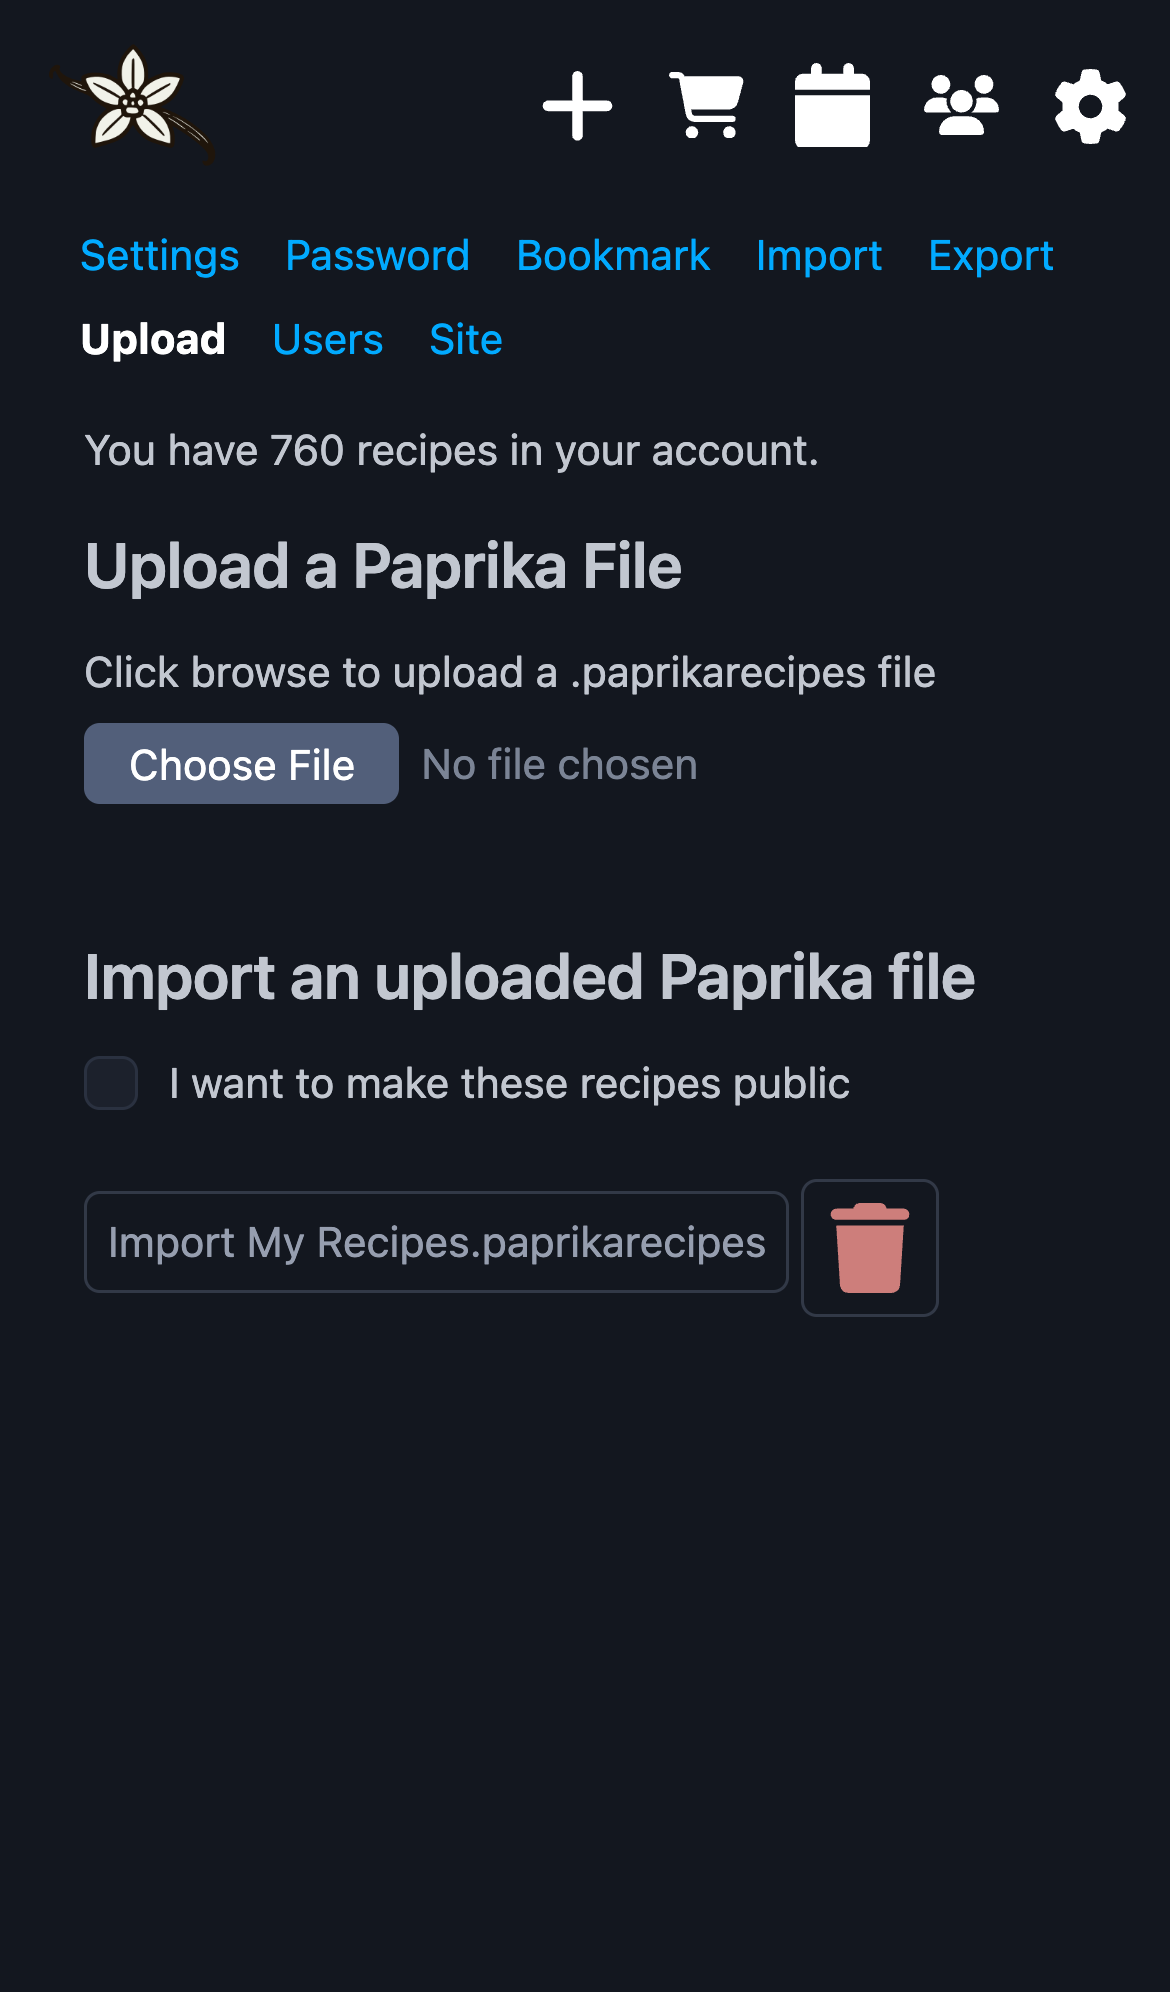 Settings Password Bookmark Import Export
Upload Users Site
You have 760 recipes in your account.
Upload a Paprika File
Click browse to upload a .paprikarecipes file
Choose File No file chosen
Import an uploaded Paprika file
I want to make these recipes public
Import My Recipes.paprikarecipes